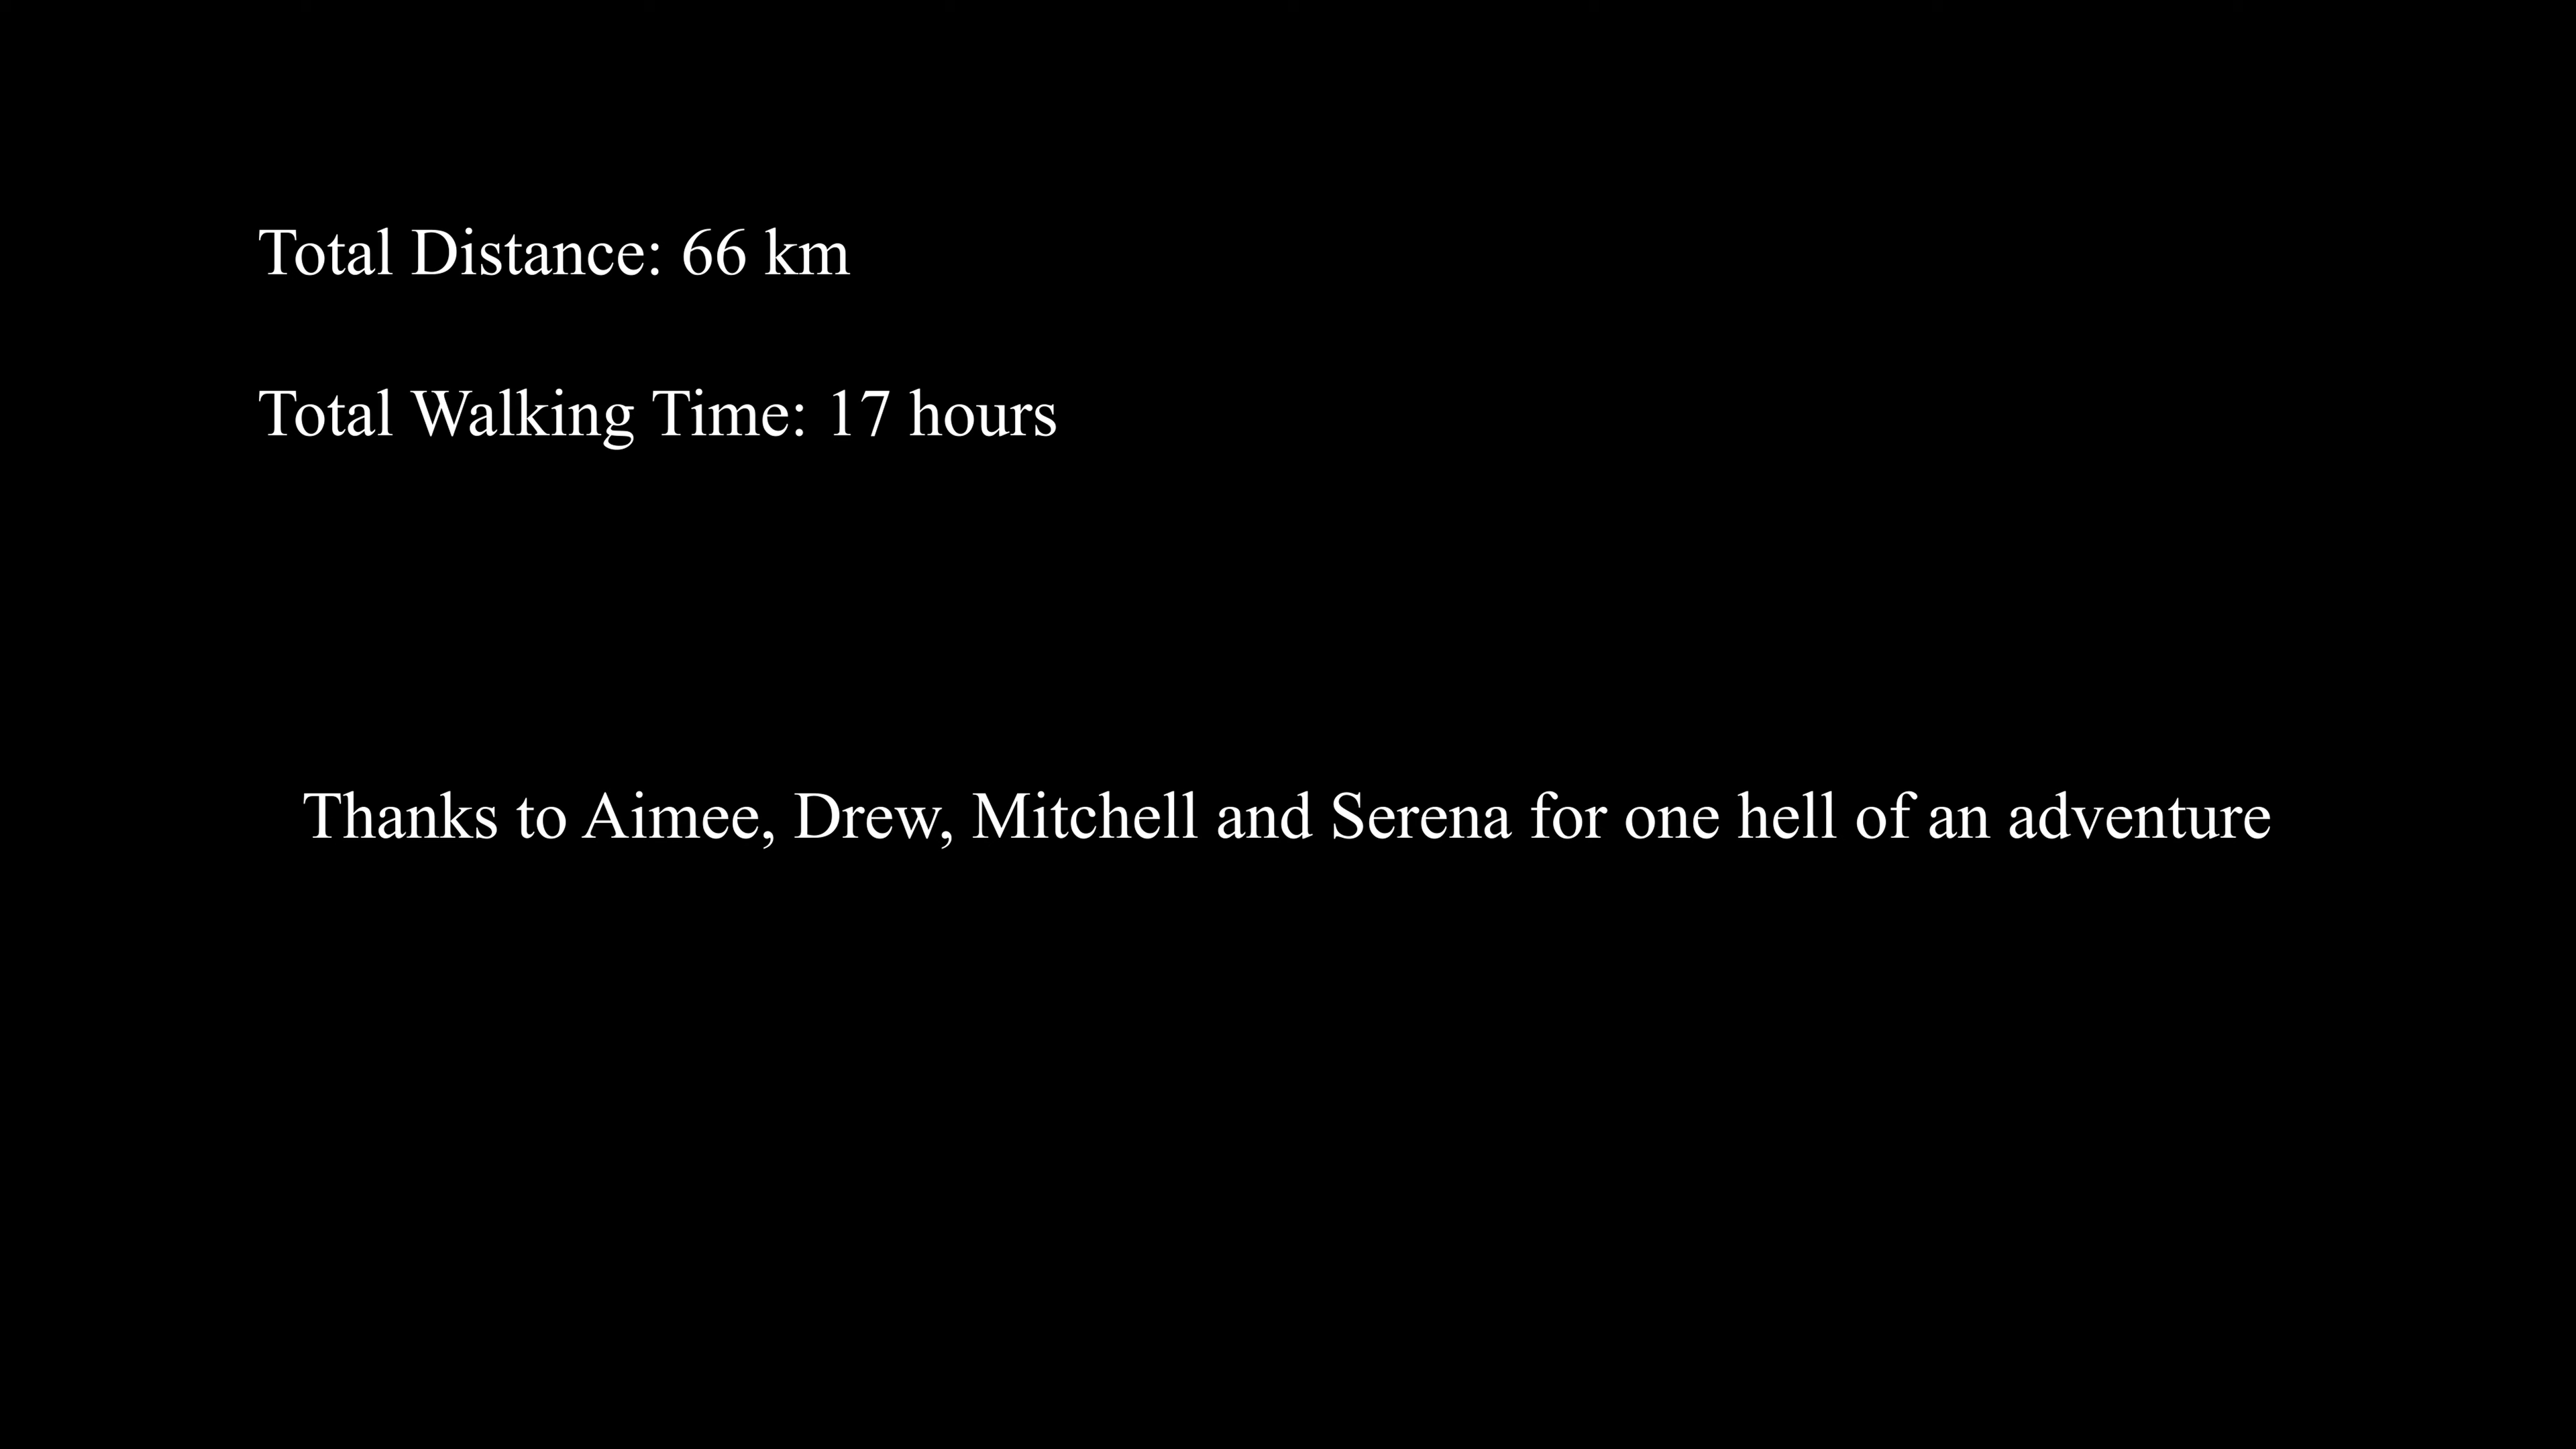 Total Distance: 66 km
Total Walking Time: 17 hours
Thanks to Aimee, Drew, Mitchell and Serena for one hell of an adventure